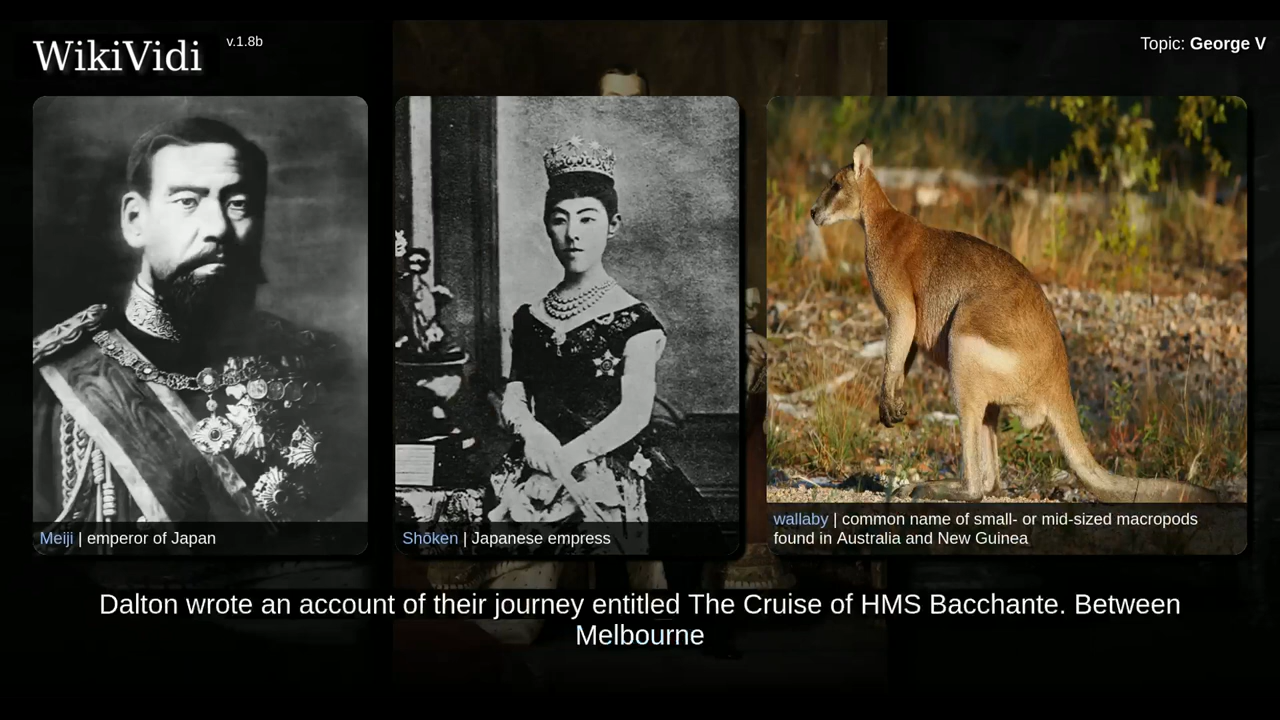 WikiVidi
v.1.8b
Topic: George V
Meiji | emperor of Japan
Shōken | Japanese empress
wallaby | common name of small- or mid-sized macropods
found in Australia and New Guinea
Dalton wrote an account of their journey entitled The Cruise of HMS Bacchante. Between
Melbourne